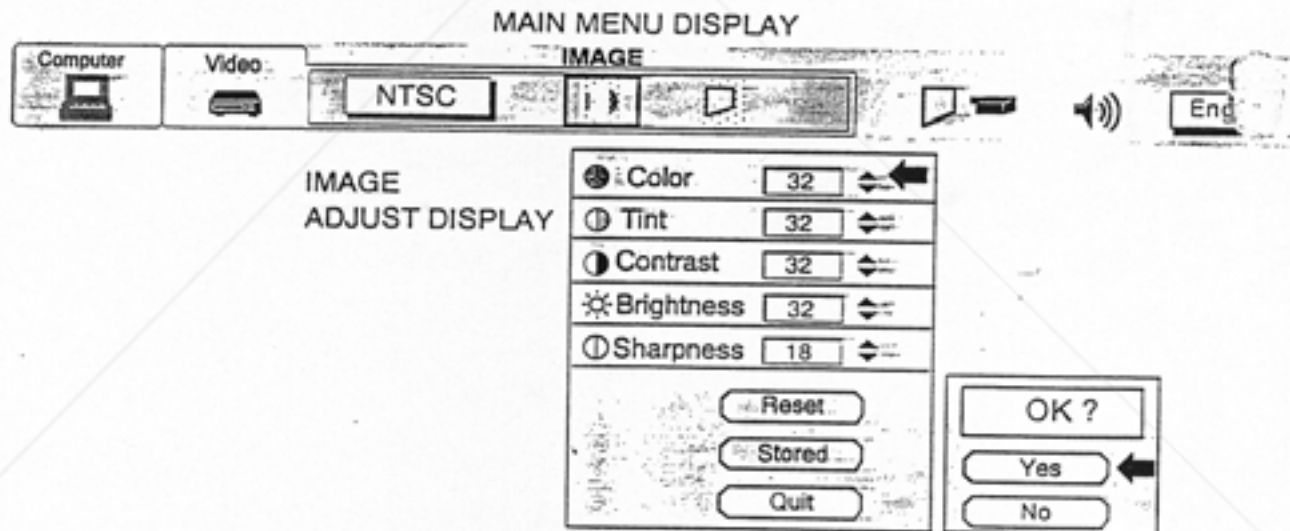 MAIN MENU DISPLAY
Computer
Video
IMAGE
NTSC
End
IMAGE
ADJUST DISPLAY
Color 32
Tint 32
Contrast 32
Brightness 32
Sharpness 18
Reset
Stored
Quit
OK ?
Yes
No